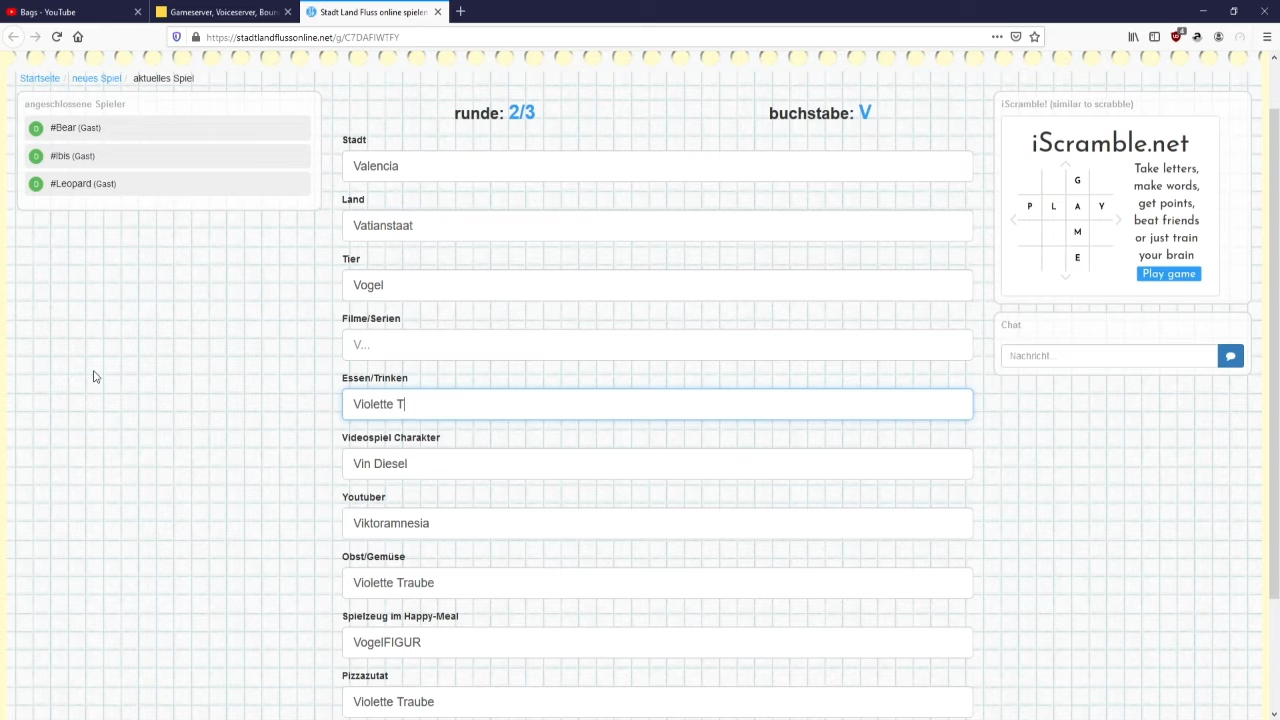 Bags - YouTube
Gameserver, Voiceserver, Boun
Stadt Land Fluss online spielen
https://stadtlandflussonline.net/g/C7DAFIWTFY
4
Startseite / neues Spiel / aktuelles Spiel
angeschlossene Spieler
D #Bear (Gast)
D #Ibis (Gast)
D #Leopard (Gast)
runde: 2/3
buchstabe: V
Stadt
Valencia
Land
Vatianstaat
Tier
Vogel
Filme/Serien
V...
Essen/Trinken
Violette T
Videospiel Charakter
Vin Diesel
Youtuber
Viktoramnesia
Obst/Gemüse
Violette Traube
Spielzeug im Happy-Meal
VogelFIGUR
Pizzazutat
Violette Traube
iScramble! (similar to scrabble)
iScramble.net
G
P L A Y
M
E
Take letters,
make words,
get points,
beat friends
or just train
your brain
Play game
Chat
Nachricht...